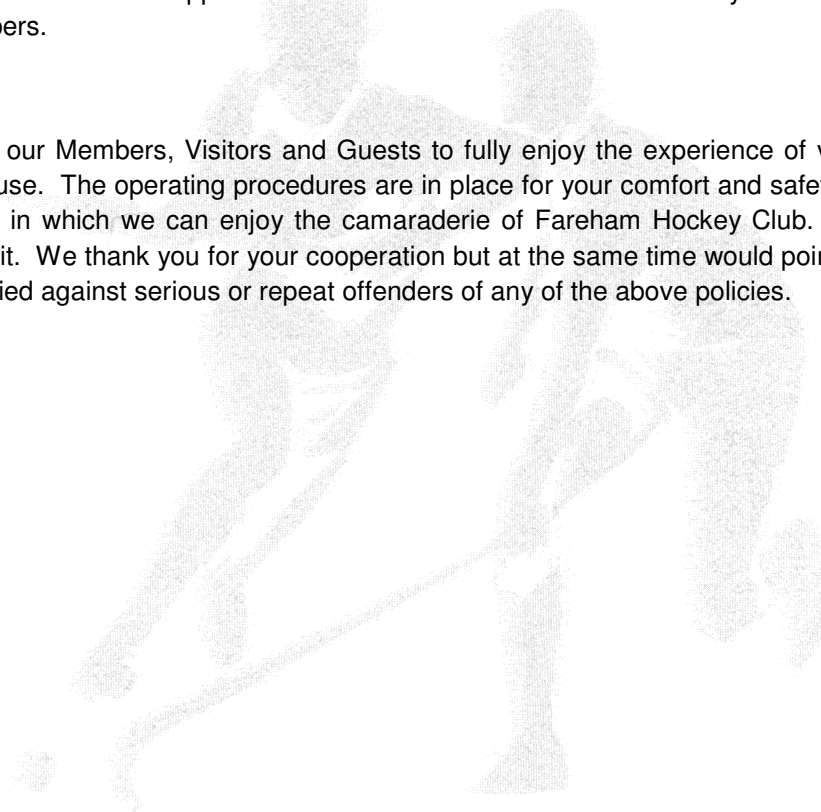 bers.
our Members, Visitors and Guests to fully enjoy the experience of
use. The operating procedures are in place for your comfort and
in which we can enjoy the camaraderie of Fareham Hockey Club.
it. We thank you for your cooperation but at the same time would
ied against serious or repeat offenders of any of the above policies.